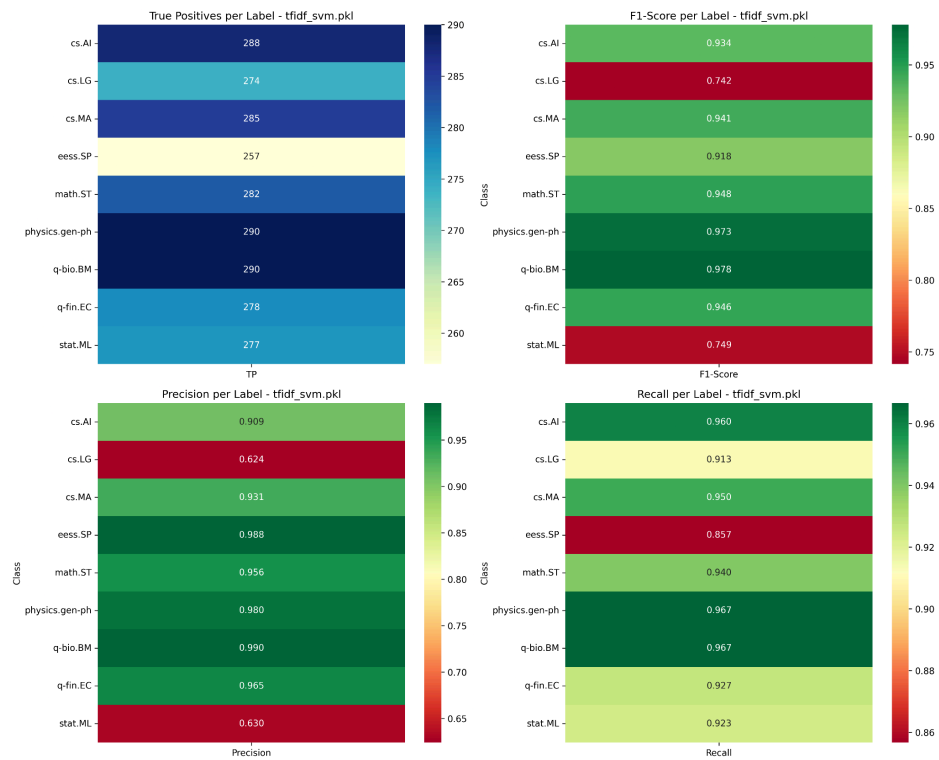 True Positives per Label - tfidf_svm.pkl
cs.AI
288
cs.LG
274
cs.MA
285
eess.SP
257
math.ST
282
physics.gen-ph
290
q-bio.BM
290
q-fin.EC
278
stat.ML
277
TP
290
285
280
275
270
265
260
F1-Score per Label - tfidf_svm.pkl
Class
cs.AI
0.934
cs.LG
0.742
cs.MA
0.941
eess.SP
0.918
math.ST
0.948
physics.gen-ph
0.973
q-bio.BM
0.978
q-fin.EC
0.946
stat.ML
0.749
F1-Score
0.95
0.90
0.85
0.80
0.75
Precision per Label - tfidf_svm.pkl
Class
cs.AI
0.909
cs.LG
0.624
cs.MA
0.931
eess.SP
0.988
math.ST
0.956
physics.gen-ph
0.980
q-bio.BM
0.990
q-fin.EC
0.965
stat.ML
0.630
Precision
0.95
0.90
0.85
0.80
0.75
0.70
0.65
Recall per Label - tfidf_svm.pkl
Class
cs.AI
0.960
cs.LG
0.913
cs.MA
0.950
eess.SP
0.857
math.ST
0.940
physics.gen-ph
0.967
q-bio.BM
0.967
q-fin.EC
0.927
stat.ML
0.923
Recall
0.96
0.94
0.92
0.90
0.88
0.86